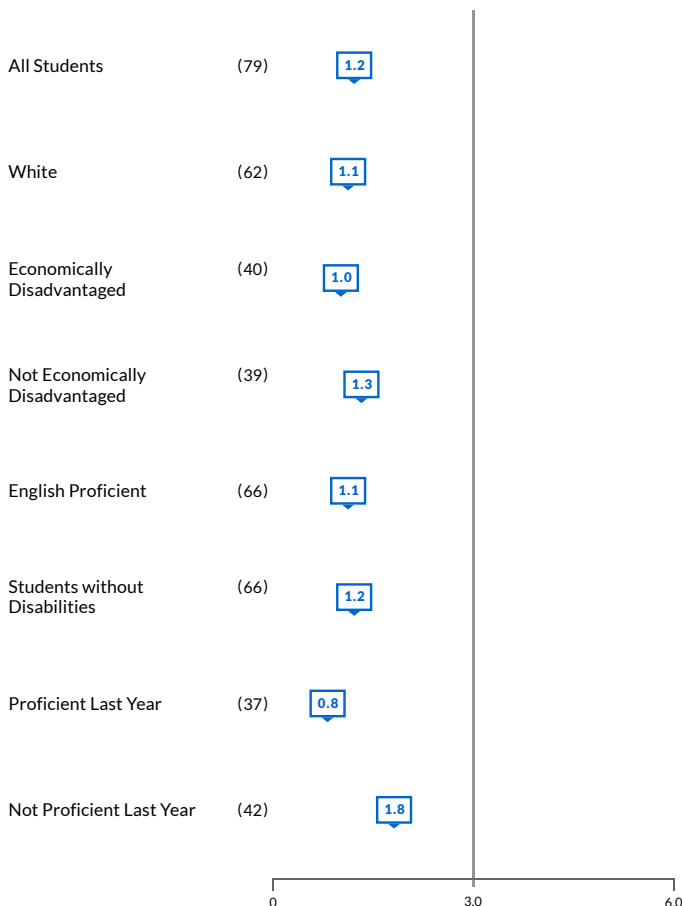 All Students (79) 1.2
White (62) 1.1
Economically (40) 1.0
Disadvantaged
Not Economically (39) 1.3
Disadvantaged
English Proficient (66) 1.1
Students without (66) 1.2
Disabilities
Proficient Last Year (37) 0.8
Not Proficient Last Year (42) 1.8
0 3.0 6.0